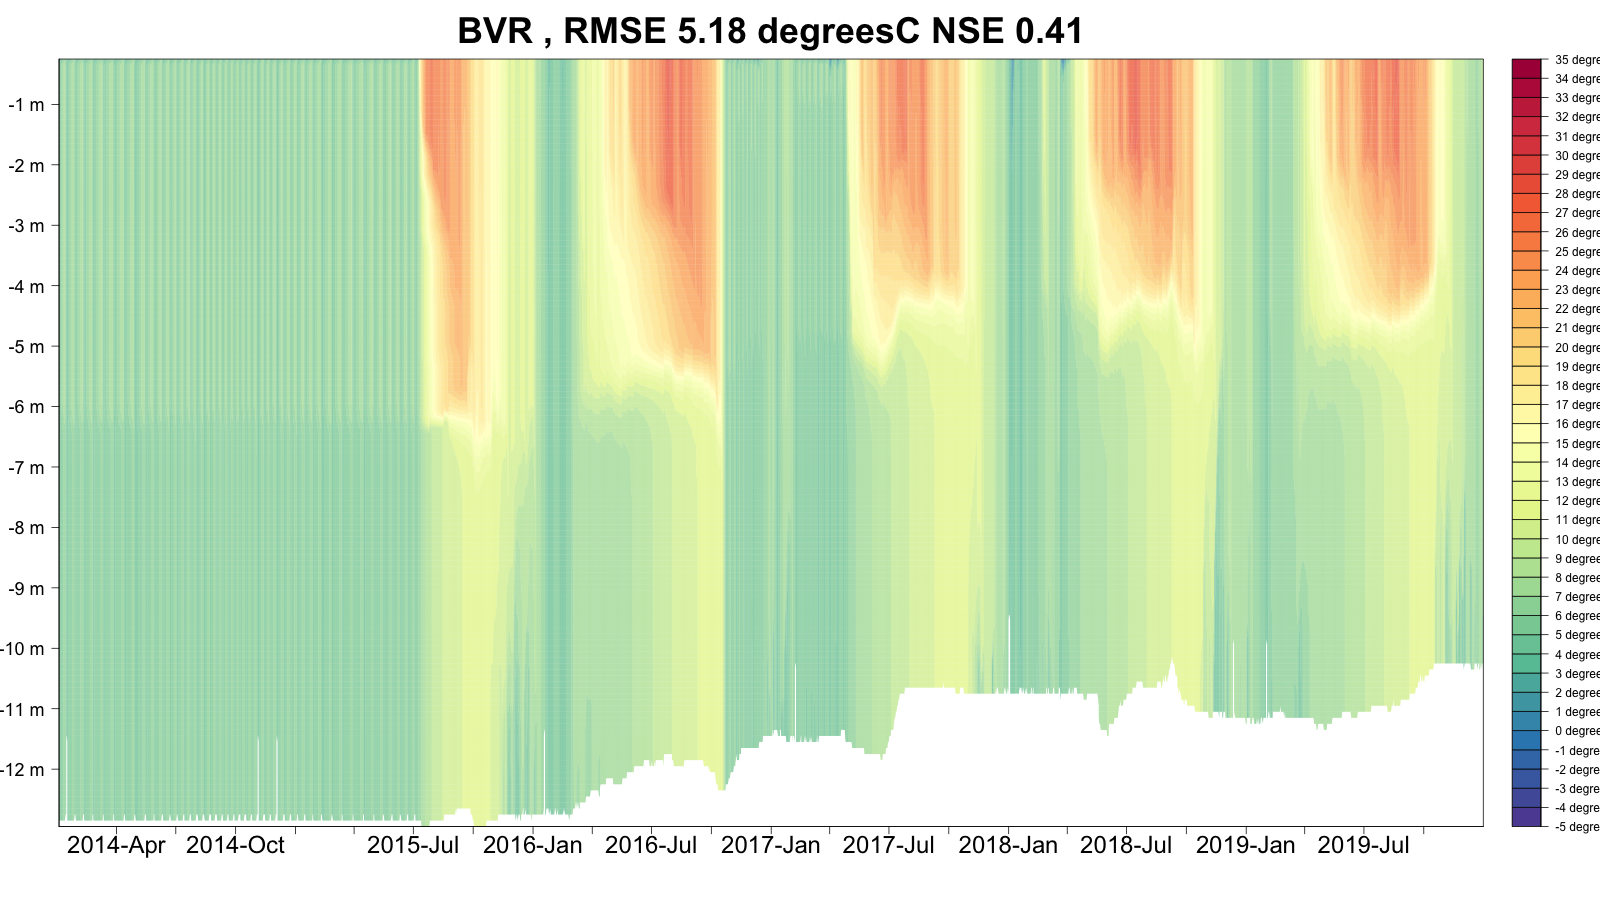 BVR , RMSE 5.18 degreesC NSE 0.41
-1 m
-2 m
-3 m
-4 m
-5 m
-6 m
-7 m
-8 m
-9 m
-10 m
-11 m
-12 m
2014-Apr 2014-Oct 2015-Jul 2016-Jan 2016-Jul 2017-Jan 2017-Jul 2018-Jan 2018-Jul 2019-Jan 2019-Jul
35 degre
34 degre
33 degre
32 degre
31 degre
30 degre
29 degre
28 degre
27 degre
26 degre
25 degre
24 degre
23 degre
22 degre
21 degre
20 degre
19 degre
18 degre
17 degre
16 degre
15 degre
14 degre
13 degre
12 degre
11 degre
10 degre
9 degree
8 degree
7 degree
6 degree
5 degree
4 degree
3 degree
2 degree
1 degree
0 degree
-1 degre
-2 degre
-3 degre
-4 degre
-5 degre